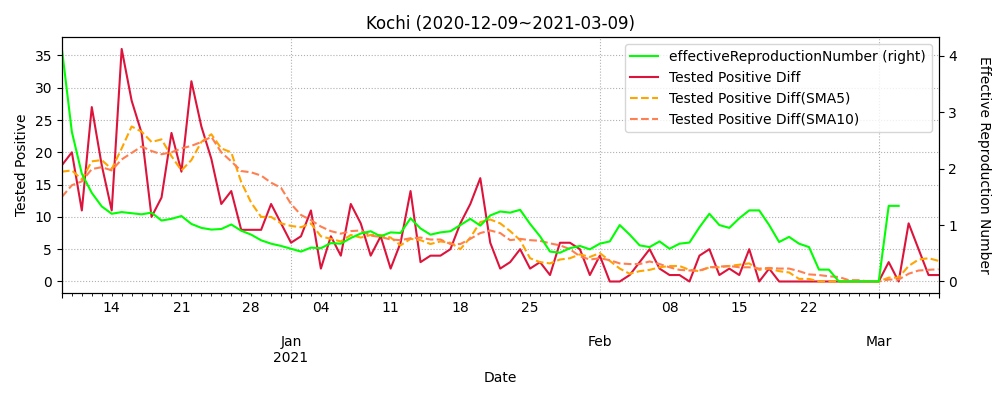 Kochi (2020-12-09~2021-03-09)
effectiveReproductionNumber (right)
Tested Positive Diff
Tested Positive Diff(SMA5)
Tested Positive Diff(SMA10)
Tested Positive
35
30
25
20
15
10
5
0
Effective Reproduction Number
4
3
2
1
0
14 21 28 04 11 18 25 08 15 22
Jan Feb Mar
2021
Date